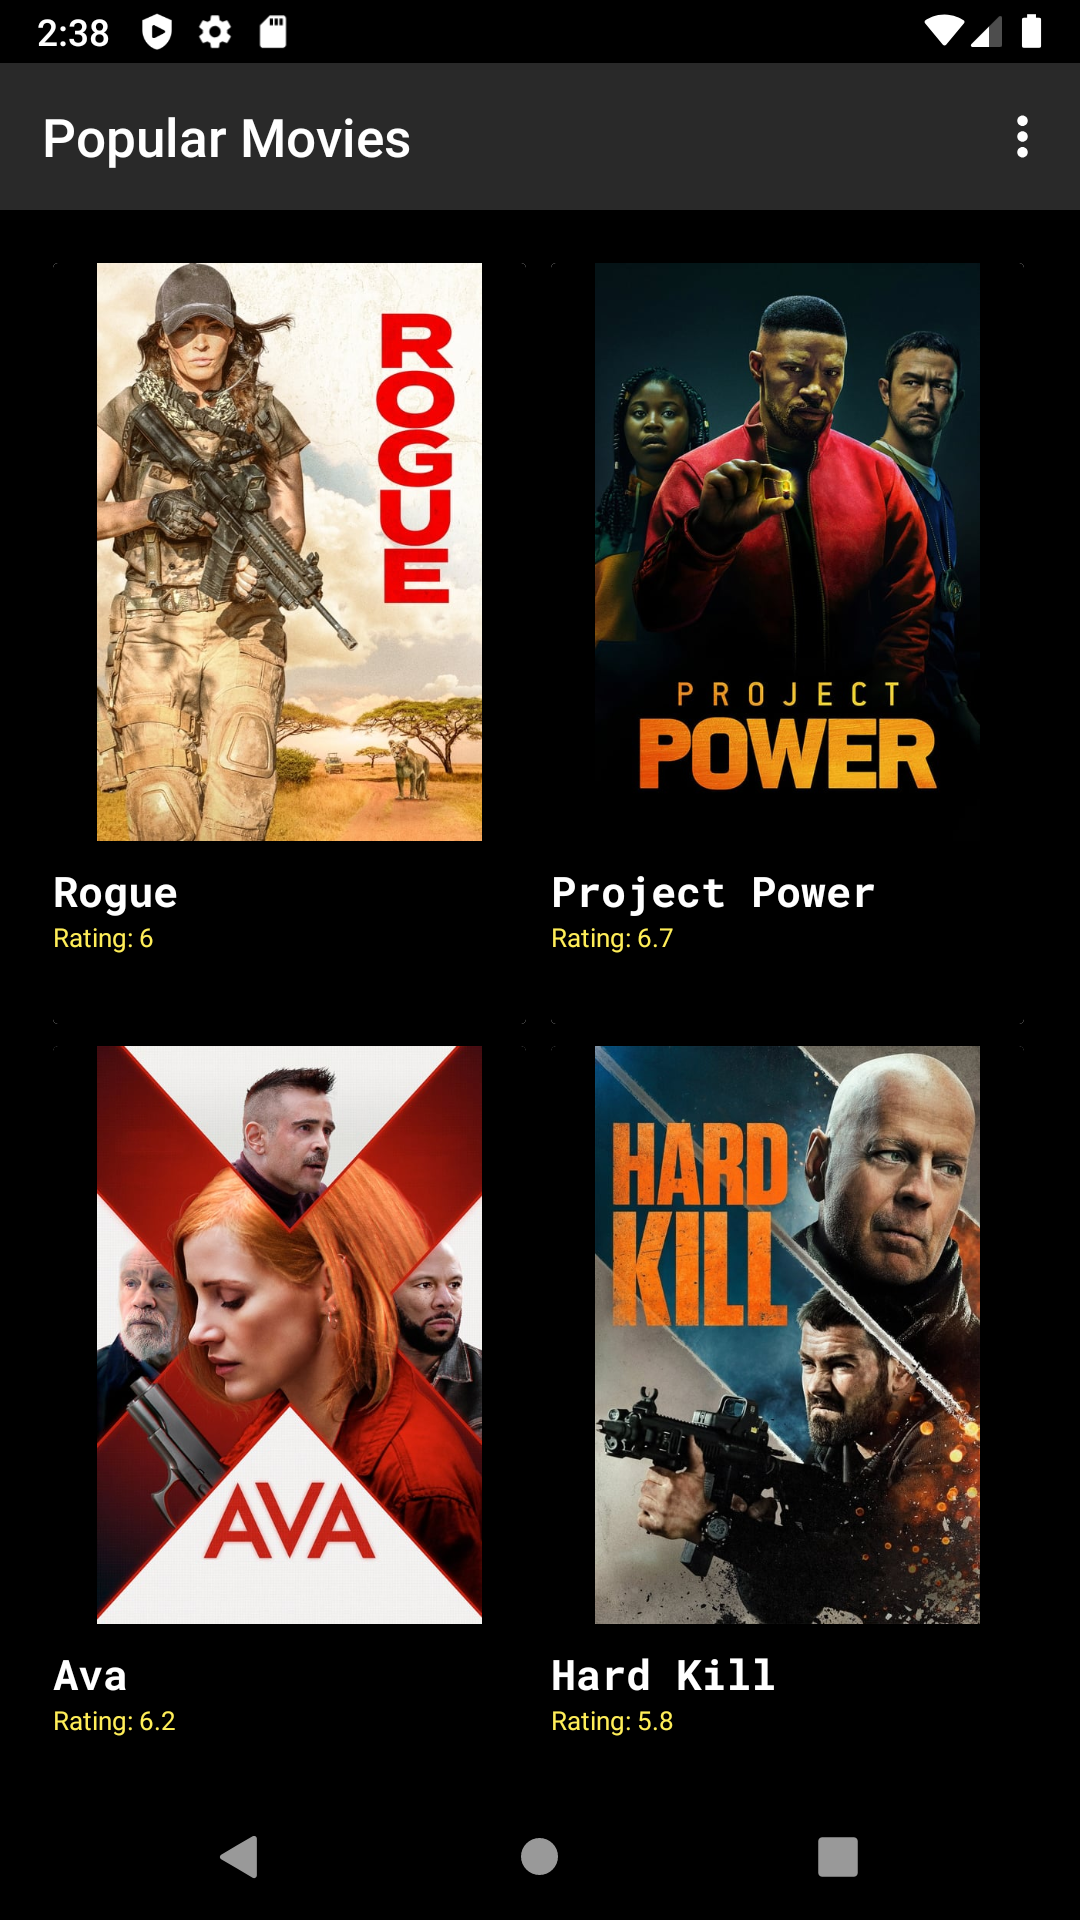 2:38
Popular Movies
ROGUE
PROJECT
POWER
Rogue
Project Power
Rating: 6
Rating: 6.7
HARD
KILL
AVA
Ava
Hard Kill
Rating: 6.2
Rating: 5.8